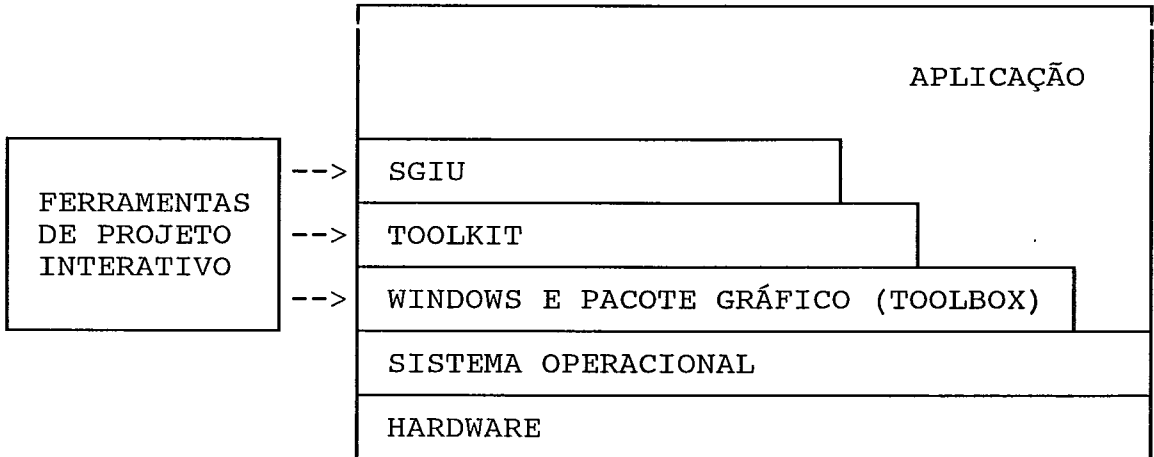 APLICAÇÃO
FERRAMENTAS
DE PROJETO
INTERATIVO
--> SGIU
--> TOOLKIT
--> WINDOWS E PACOTE GRÁFICO (TOOLBOX)
SISTEMA OPERACIONAL
HARDWARE